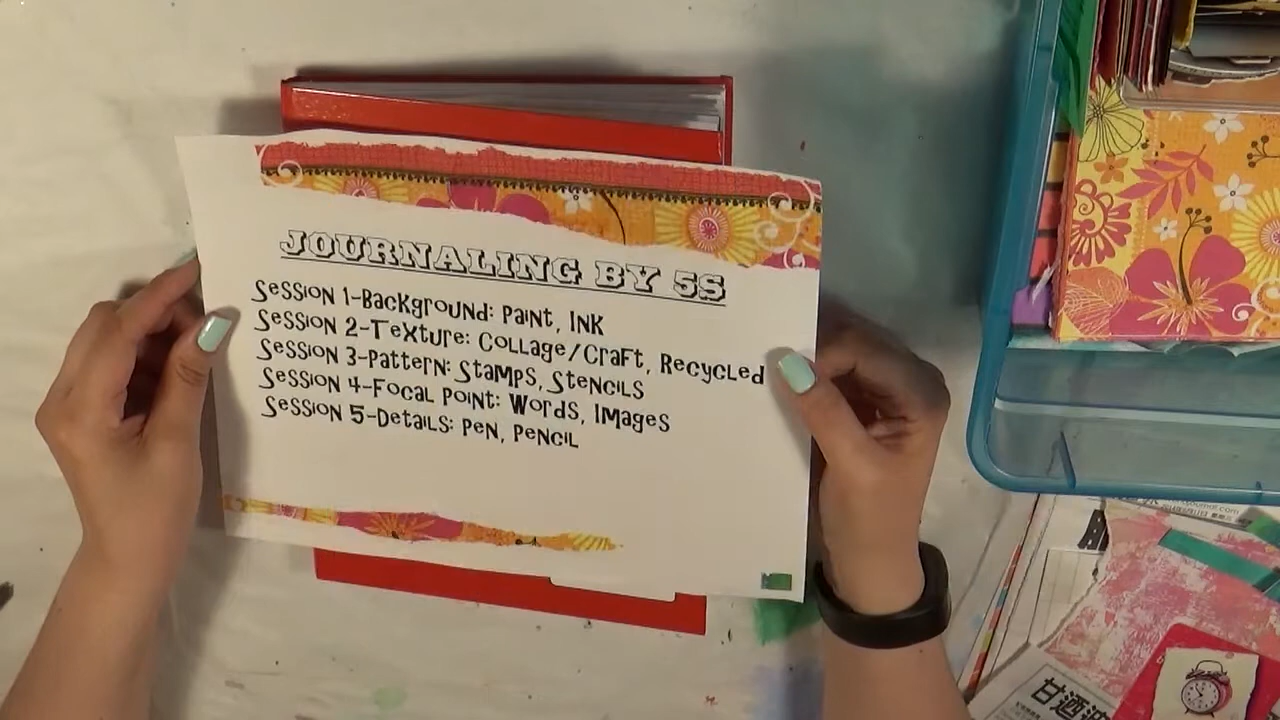 JOURNALING BY 5S
Session 1-Background: Paint, Ink
Session 2-Texture: Collage/Craft, Recycled
Session 3-Pattern: Stamps, Stencils
Session 4-Focal Point: Words, Images
Session 5-Details: Pen, Pencil